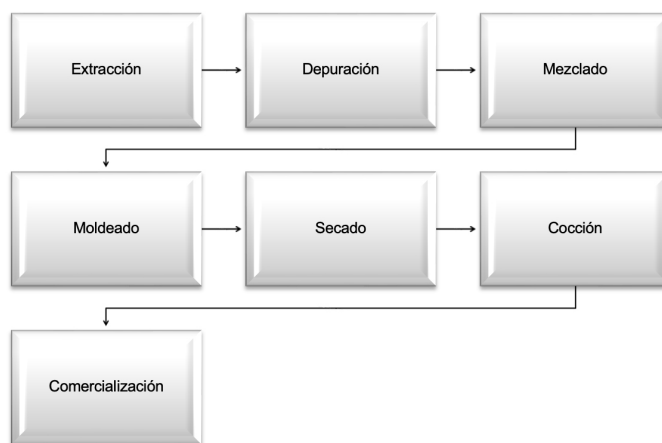 Extracción
Depuración
Mezclado
Moldeado
Secado
Cocción
Comercialización